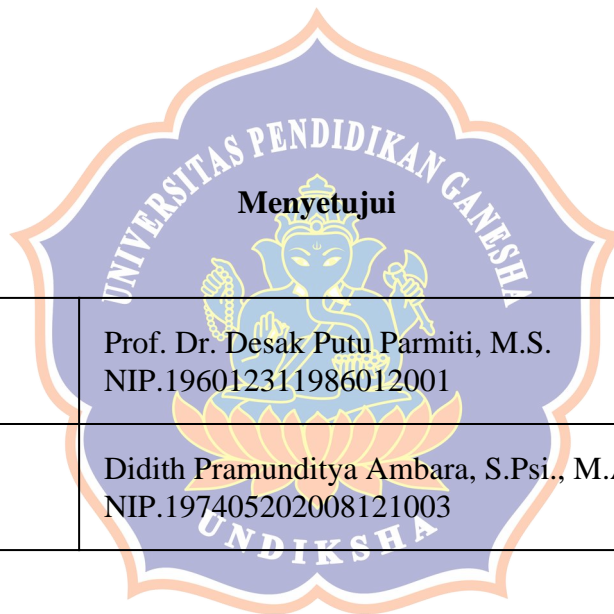 UNIVERSITAS PENDIDIKAN GANESHA
Menyetujui
Prof. Dr. Desak Putu Parmiti, M.S.
NIP.196012311986012001
Didith Pramunditya Ambara, S.Psi.,
NIP.197405202008121003
UNDIKSHA